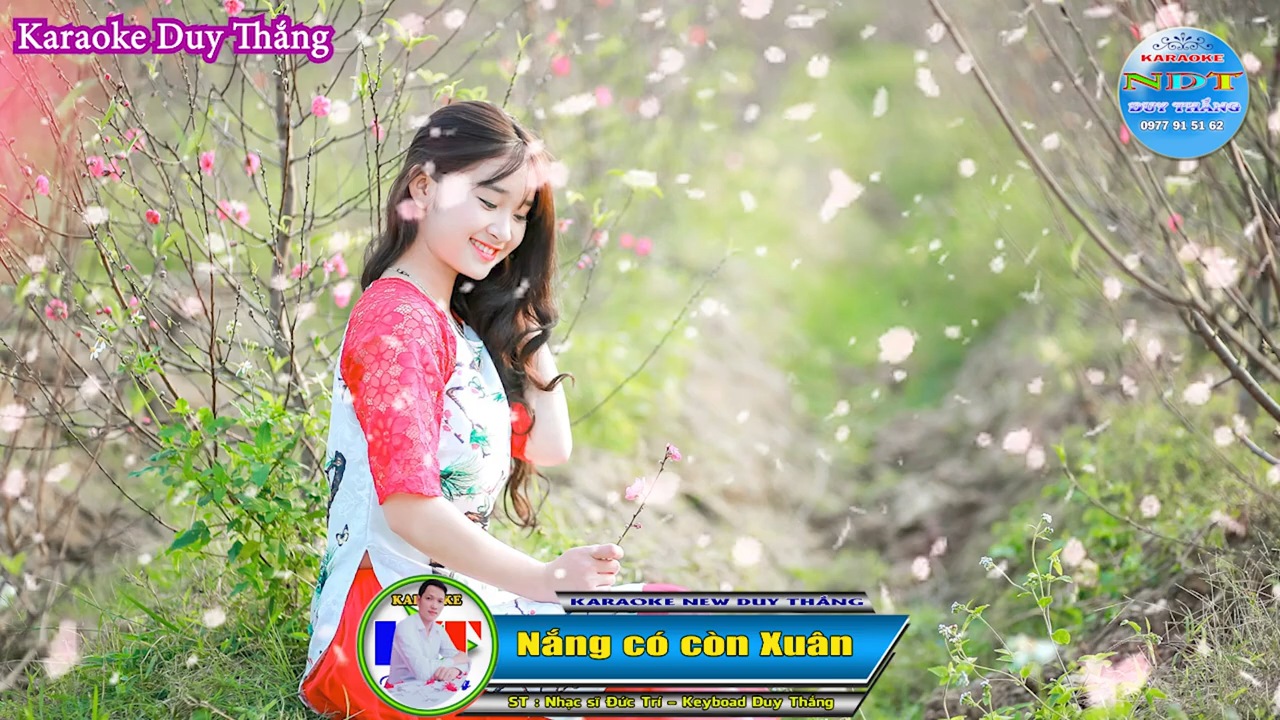 Karaoke Duy Thắng
KARAOKE
NDT
DUY THẮNG
0977 91 51 62
KARAOKE NEW DUY THẮNG
Nắng có còn Xuân
ST : Nhạc sĩ Đức Trí - Keyboad Duy Thắng